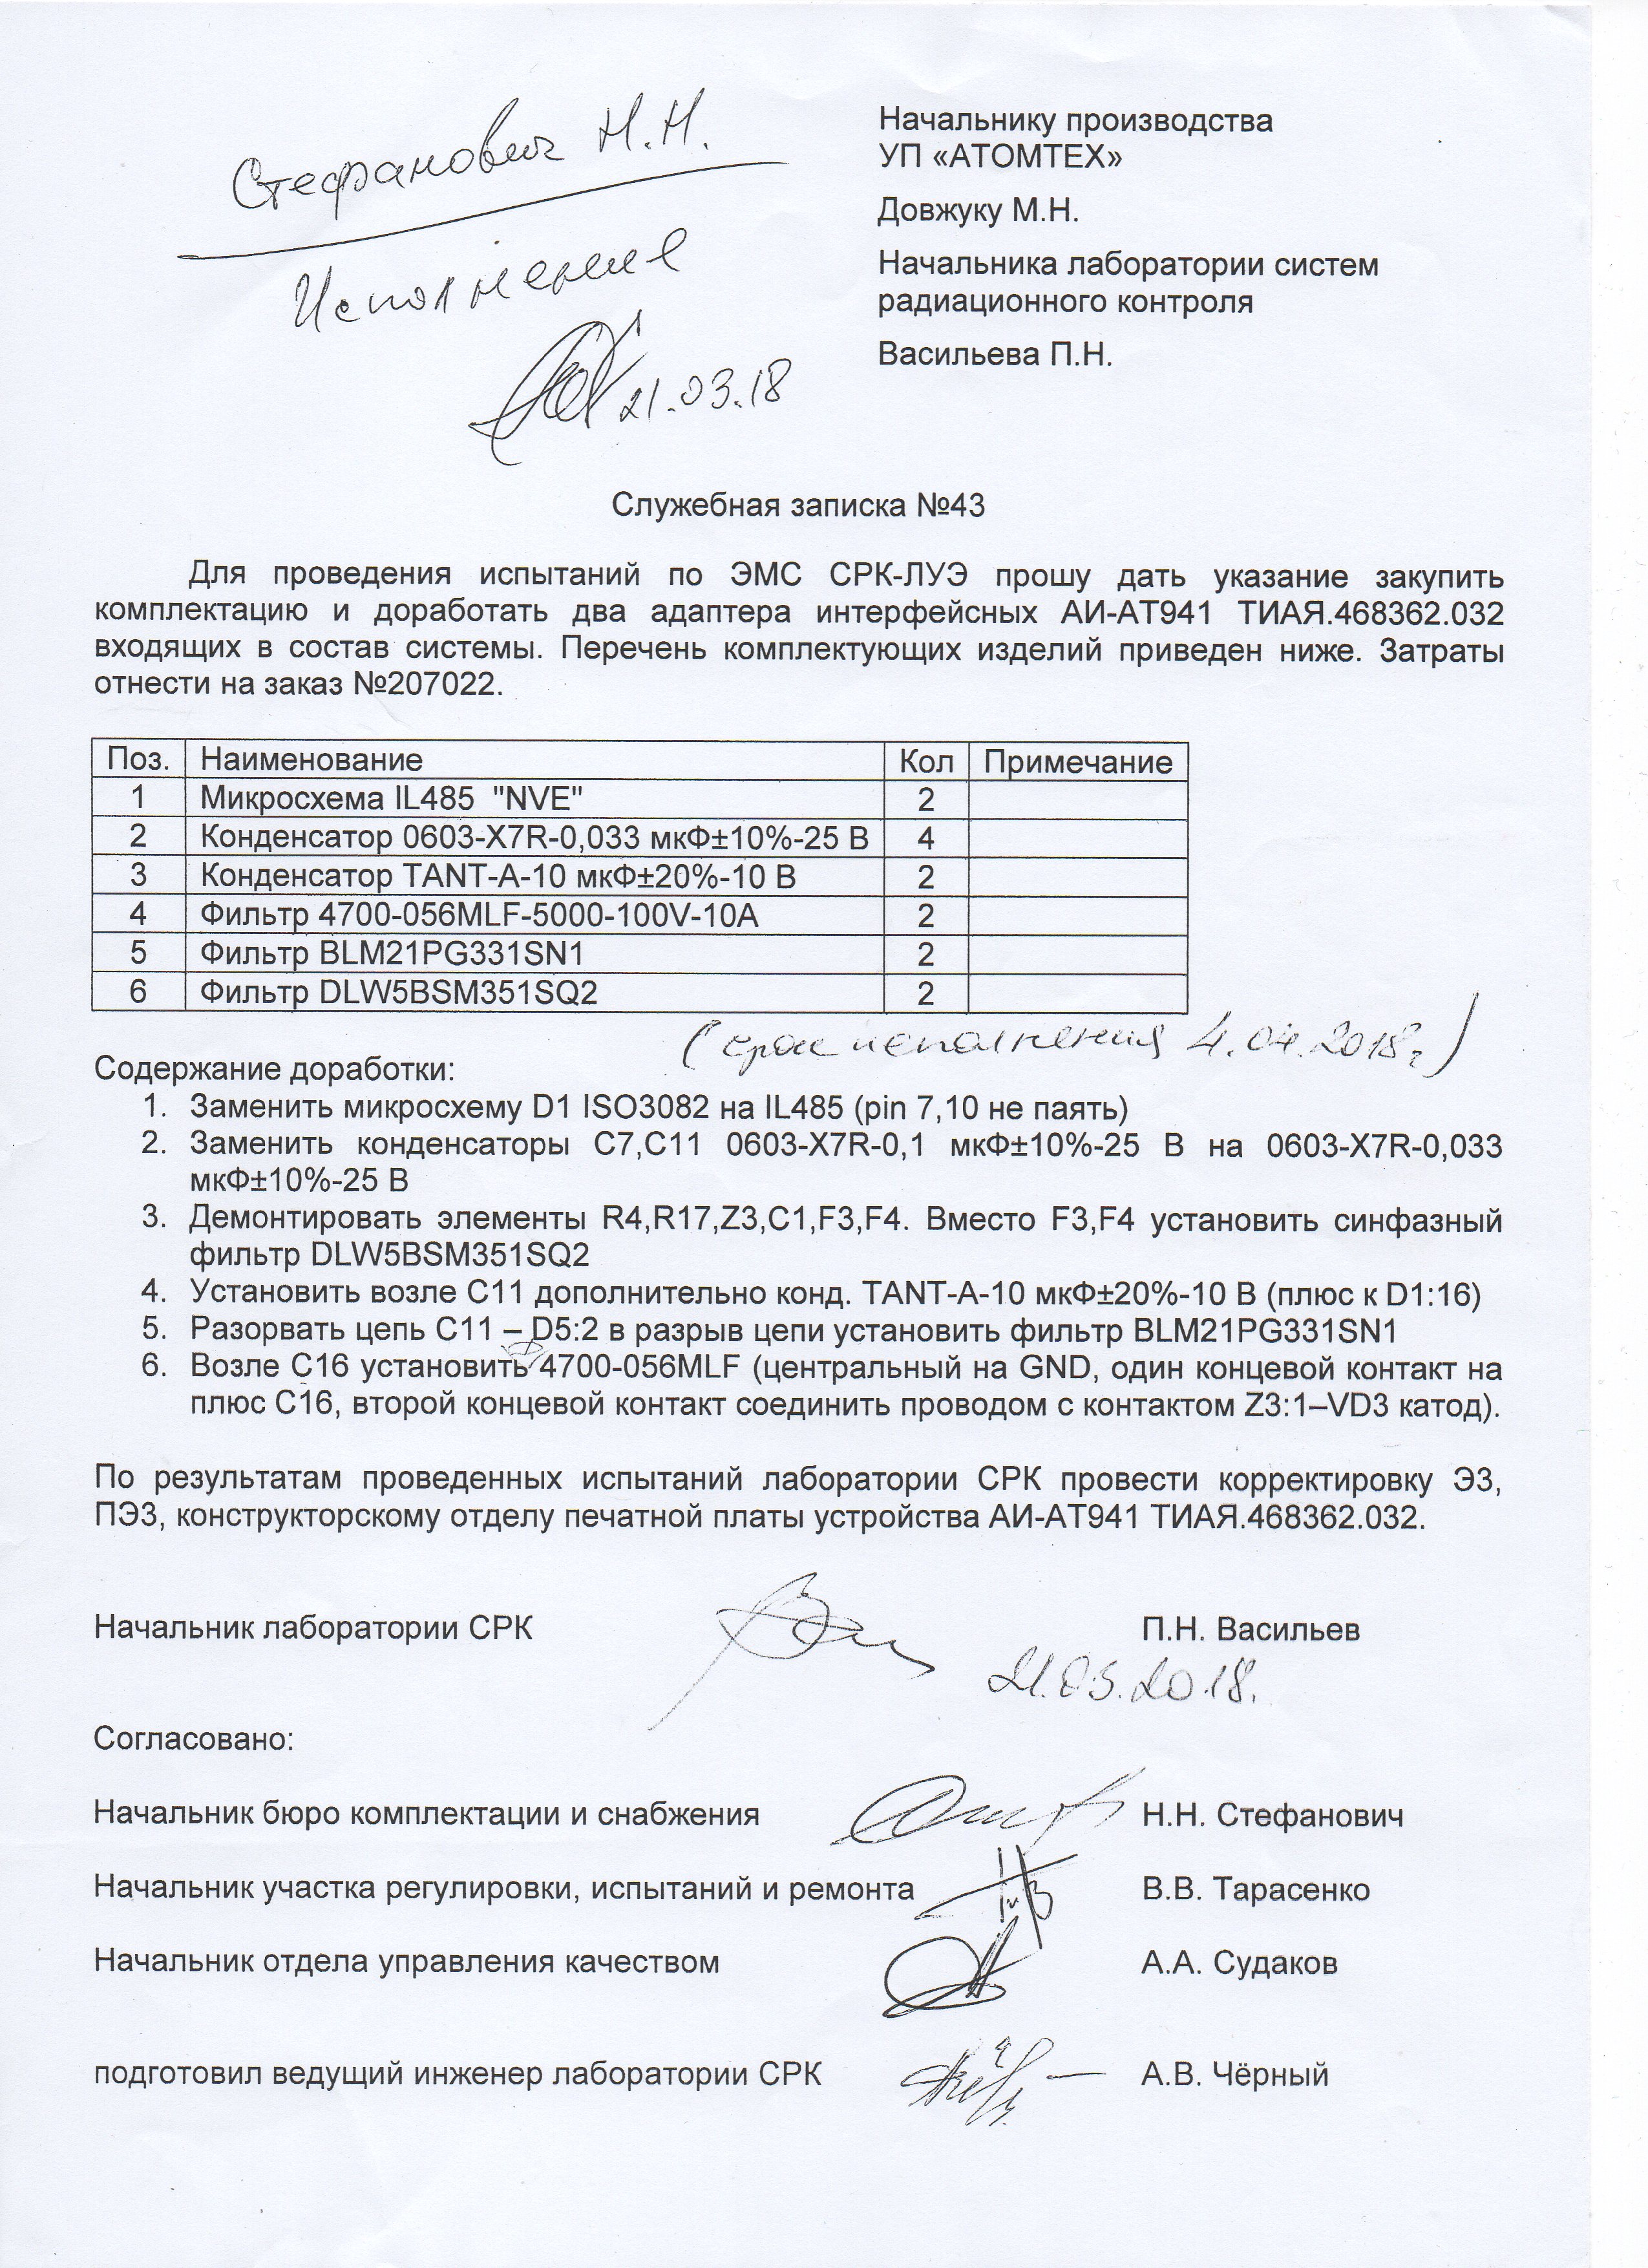 Стефанович Н.Н.
Исполнение
21.03.18
Начальнику производства
УП «АТОМТЕХ»
Довжуку М.Н.
Начальника лаборатории систем
радиационного контроля
Васильева П.Н.
Служебная записка №43
Для проведения испытаний по ЭМС СРК-ЛУЭ прошу дать указание закупить
комплектацию и доработать два адаптера интерфейсных АИ-АТ941 ТИАЯ.468362.032
входящих в состав системы. Перечень комплектующих изделий приведен ниже. Затраты
отнести на заказ №207022.
Поз. Наименование Кол Примечание
1 Микросхема IL485 "NVE" 2
2 Конденсатор 0603-X7R-0,033 мкФ±10%-25 В 4
3 Конденсатор TANT-A-10 мкФ±20%-10 В 2
4 Фильтр 4700-056MLF-5000-100V-10A 2
5 Фильтр BLM21PG331SN1 2
6 Фильтр DLW5BSM351SQ2 2
(срок исполнения 4.04.2018г)
Содержание доработки:
1. Заменить микросхему D1 ISO3082 на IL485 (pin 7,10 не паять)
2. Заменить конденсаторы С7,С11 0603-X7R-0,1 мкФ±10%-25 В на 0603-X7R-0,033
мкФ±10%-25 В
3. Демонтировать элементы R4,R17,Z3,C1,F3,F4. Вместо F3,F4 установить синфазный
фильтр DLW5BSM351SQ2
4. Установить возле С11 дополнительно конд. TANT-A-10 мкФ±20%-10 В (плюс к D1:16)
5. Разорвать цепь С11 – D5:2 в разрыв цепи установить фильтр BLM21PG331SN1
6. Возле С16 установить 4700-056MLF (центральный на GND, один концевой контакт на
плюс С16, второй концевой контакт соединить проводом с контактом Z3:1–VD3 катод).
По результатам проведенных испытаний лаборатории СРК провести корректировку Э3,
ПЭ3, конструкторскому отделу печатной платы устройства АИ-АТ941 ТИАЯ.468362.032.
Начальник лаборатории СРК П.Н. Васильев
21.03.2018.
Согласовано:
Начальник бюро комплектации и снабжения Н.Н. Стефанович
Начальник участка регулировки, испытаний и ремонта В.В. Тарасенко
Начальник отдела управления качеством А.А. Судаков
подготовил ведущий инженер лаборатории СРК А.В. Чёрный